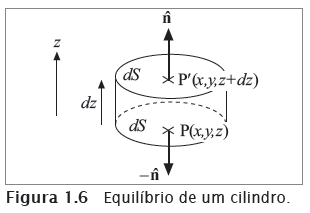 n̂
z
dS
P′(x,y,z+dz)
dz
dS
P(x,y,z)
−n̂
Figura 1.6 Equilíbrio de um cilindro.